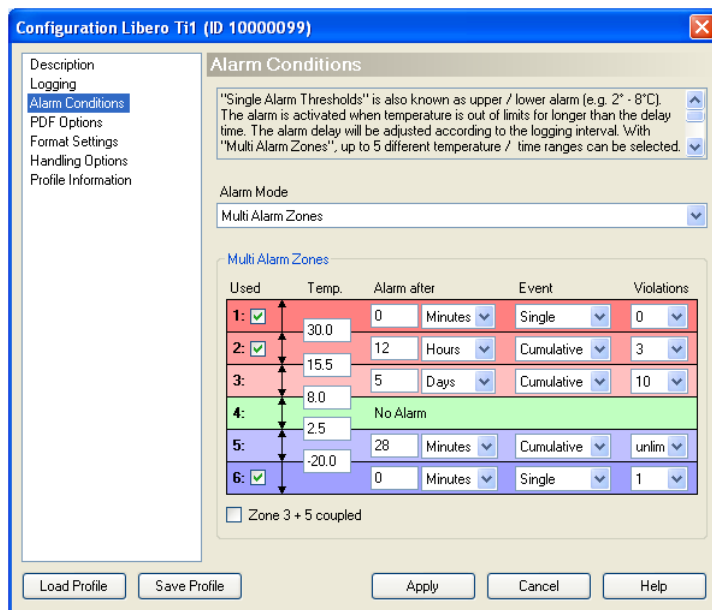 Configuration Libero Ti1 (ID 10000099)
Description
Logging
Alarm Conditions
PDF Options
Format Settings
Handling Options
Profile Information
Alarm Conditions
"Single Alarm Thresholds" is also known as upper / lower alarm (e.g. 2° - 8°C).
The alarm is activated when temperature is out of limits for longer than the delay
time. The alarm delay will be adjusted according to the logging interval. With
"Multi Alarm Zones", up to 5 different temperature / time ranges can be selected.
Alarm Mode
Multi Alarm Zones
Multi Alarm Zones
Used Temp. Alarm after Event Violations
1: 0 Minutes Single 0
30.0
2: 12 Hours Cumulative 3
15.5
3: 5 Days Cumulative 10
8.0
4: No Alarm
2.5
5: 28 Minutes Cumulative unlim
-20.0
6: 0 Minutes Single 1
Zone 3 + 5 coupled
Load Profile Save Profile Apply Cancel Help